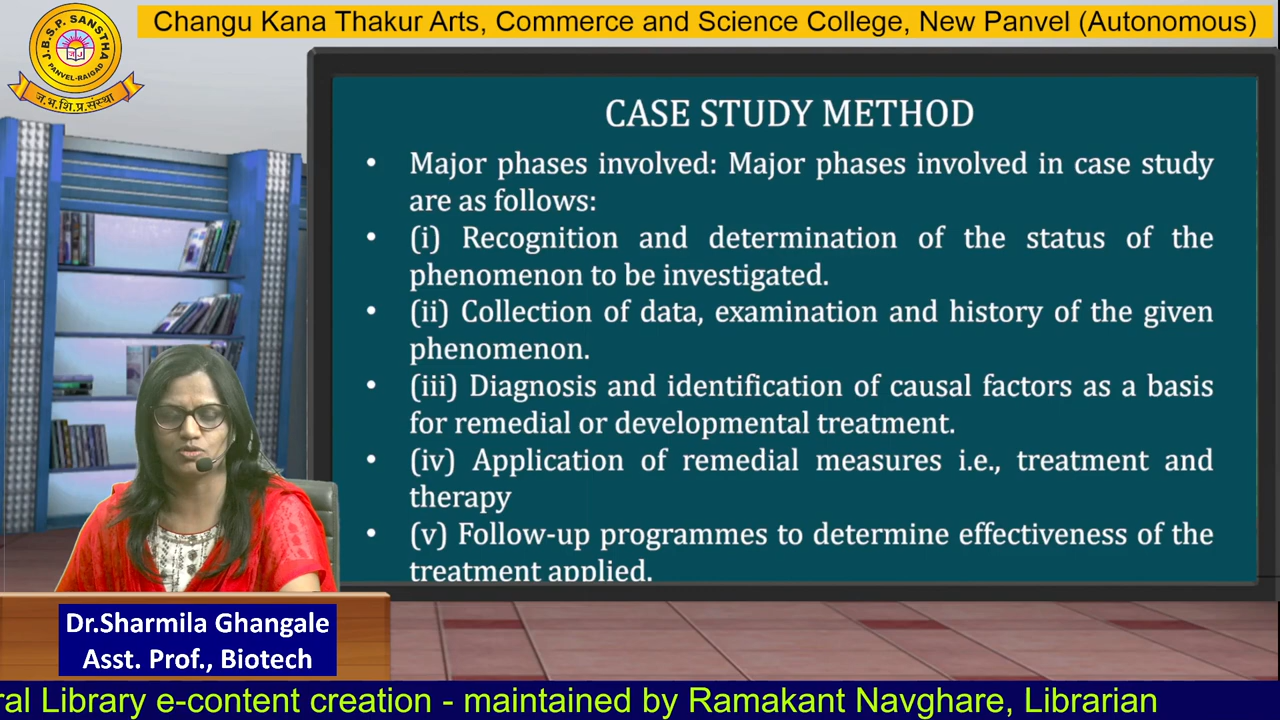 Changu Kana Thakur Arts, Commerce and Science College, New Panvel (Autonomous)
J.B.S.P. SANSTHA
PANVEL-RAIGAD
ज.भ.शि.प्र.संस्था
CASE STUDY METHOD
• Major phases involved: Major phases involved in case study
are as follows:
• (i) Recognition and determination of the status of the
phenomenon to be investigated.
• (ii) Collection of data, examination and history of the given
phenomenon.
• (iii) Diagnosis and identification of causal factors as a basis
for remedial or developmental treatment.
• (iv) Application of remedial measures i.e., treatment and
therapy
• (v) Follow-up programmes to determine effectiveness of the
treatment applied.
Dr.Sharmila Ghangale
Asst. Prof., Biotech
ral Library e-content creation - maintained by Ramakant Navghare, Librarian